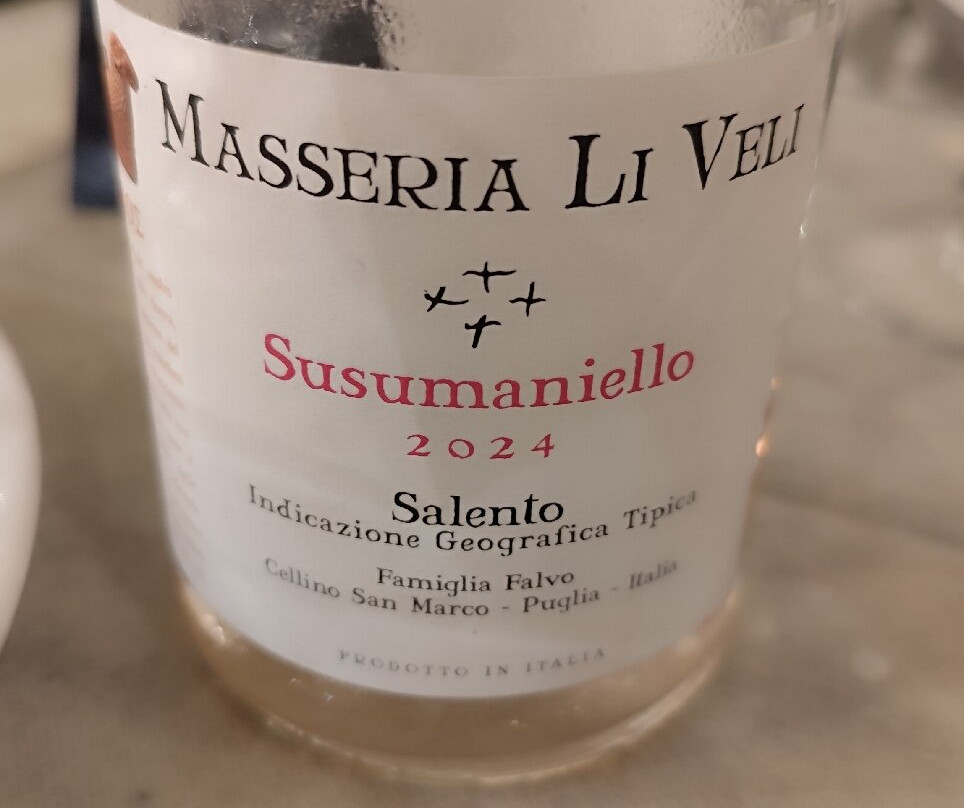 Masseria Li Veli
Susumaniello
2024
Salento
Indicazione Geografica Tipica
Famiglia Falvo
Cellino San Marco - Puglia - Italia
PRODOTTO IN ITALIA